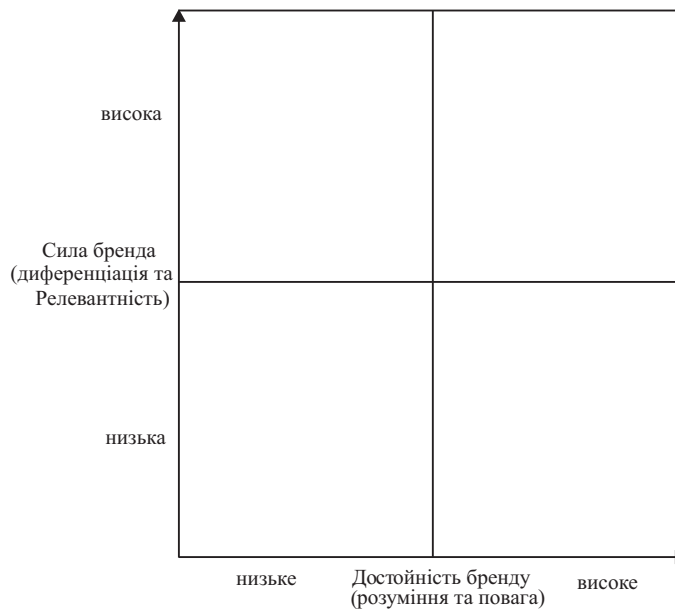 висока
Сила бренда
(диференціація та
Релевантність)
низька
низьке
Достойність бренду
(розуміння та повага)
високе